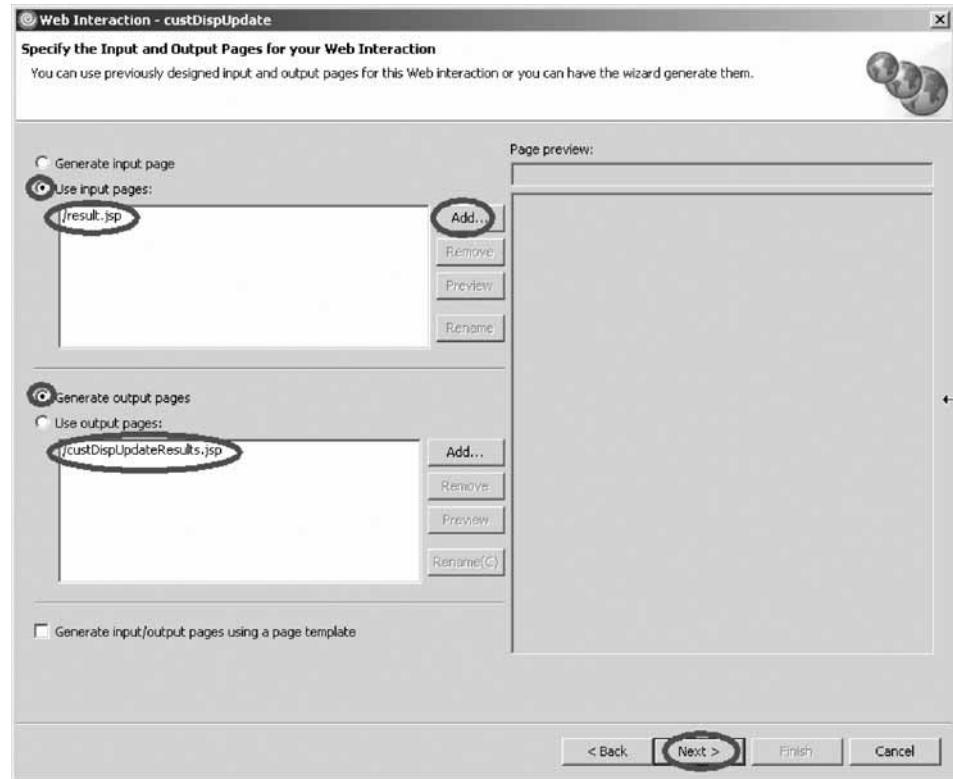 Web Interaction - custDispUpdate
Specify the Input and Output Pages for your Web Interaction
You can use previously designed input and output pages for this Web interaction or you can have the wizard generate them.
Generate input page
Use input pages:
/result.jsp
Add...
Remove
Preview
Rename
Generate output pages
Use output pages:
/custDispUpdateResults.jsp
Add...
Remove
Preview
Rename(C)
Generate input/output pages using a page template
Page preview:
< Back
Next >
Finish
Cancel